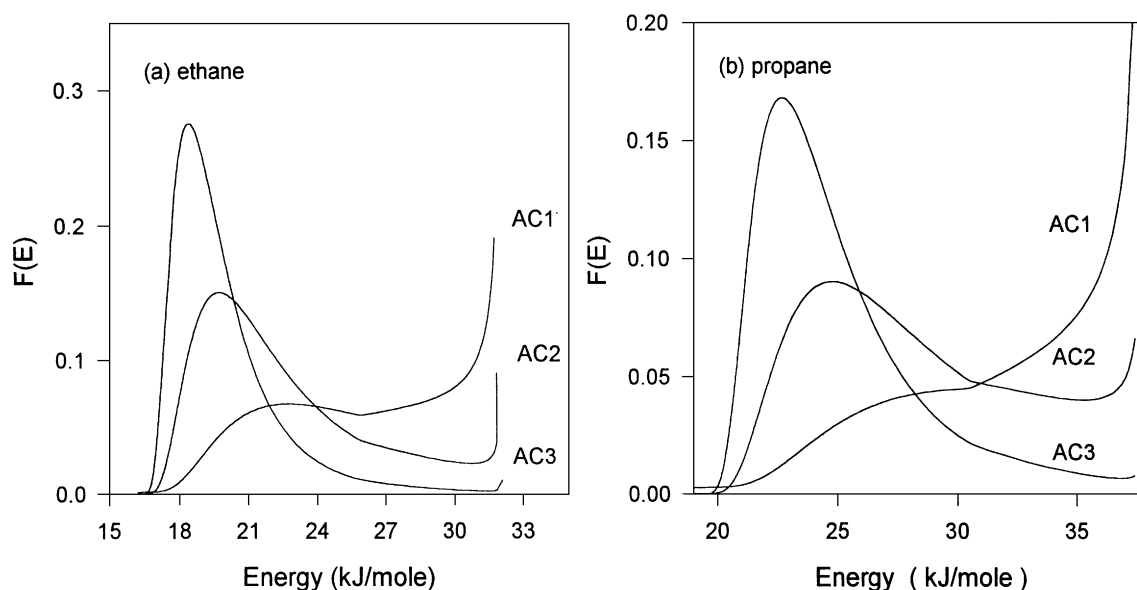 (a) ethane
F(E)
0.3
0.2
0.1
0.0
AC1
AC2
AC3
15 18 21 24 27 30 33
Energy (kJ/mole)
(b) propane
F(E)
0.20
0.15
0.10
0.05
0.00
AC1
AC2
AC3
20 25 30 35
Energy ( kJ/mole )